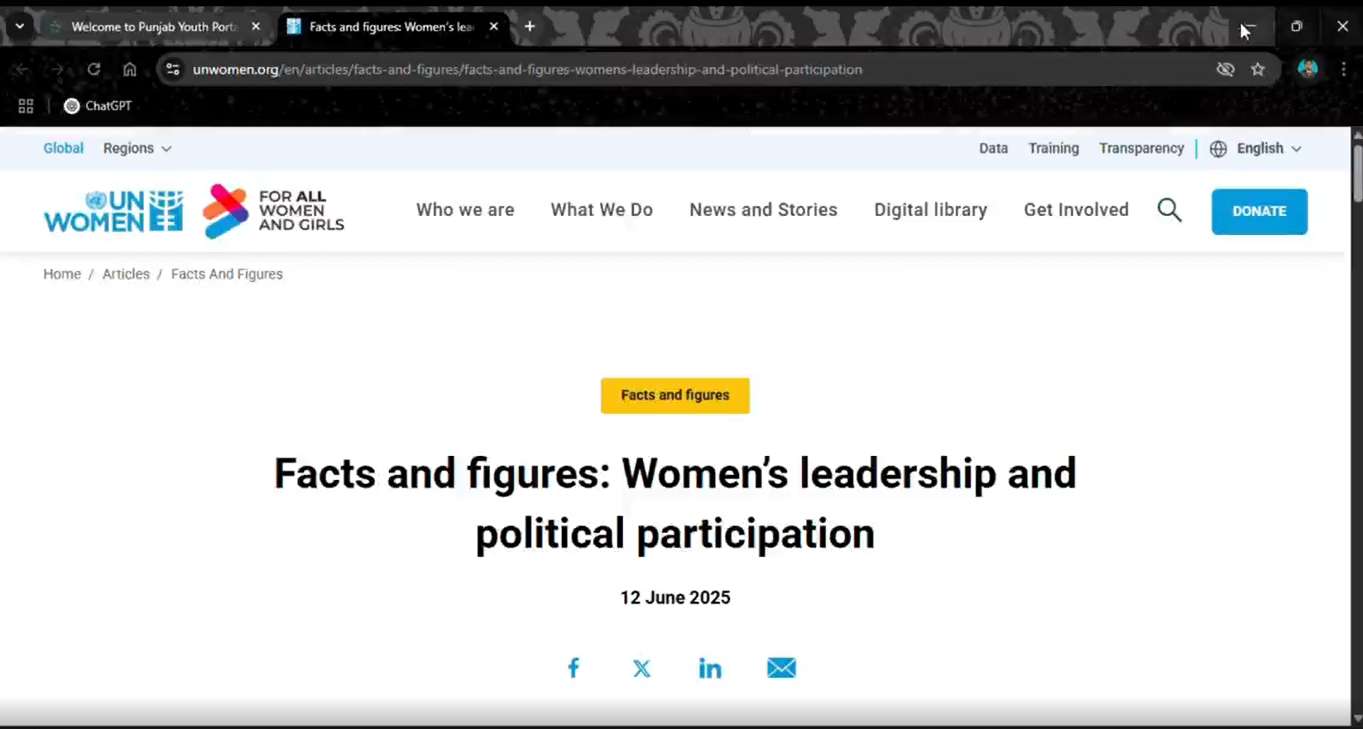 Welcome to Punjab Youth Port
Facts and figures: Women's lea
unwomen.org/en/articles/facts-and-figures/facts-and-figures-womens-leadership-and-political-participation
ChatGPT
Global Regions Data Training Transparency English
UN
WOMEN
FOR ALL
WOMEN
AND GIRLS
Who we are What We Do News and Stories Digital library Get Involved DONATE
Home / Articles / Facts And Figures
Facts and figures
Facts and figures: Women’s leadership and
political participation
12 June 2025